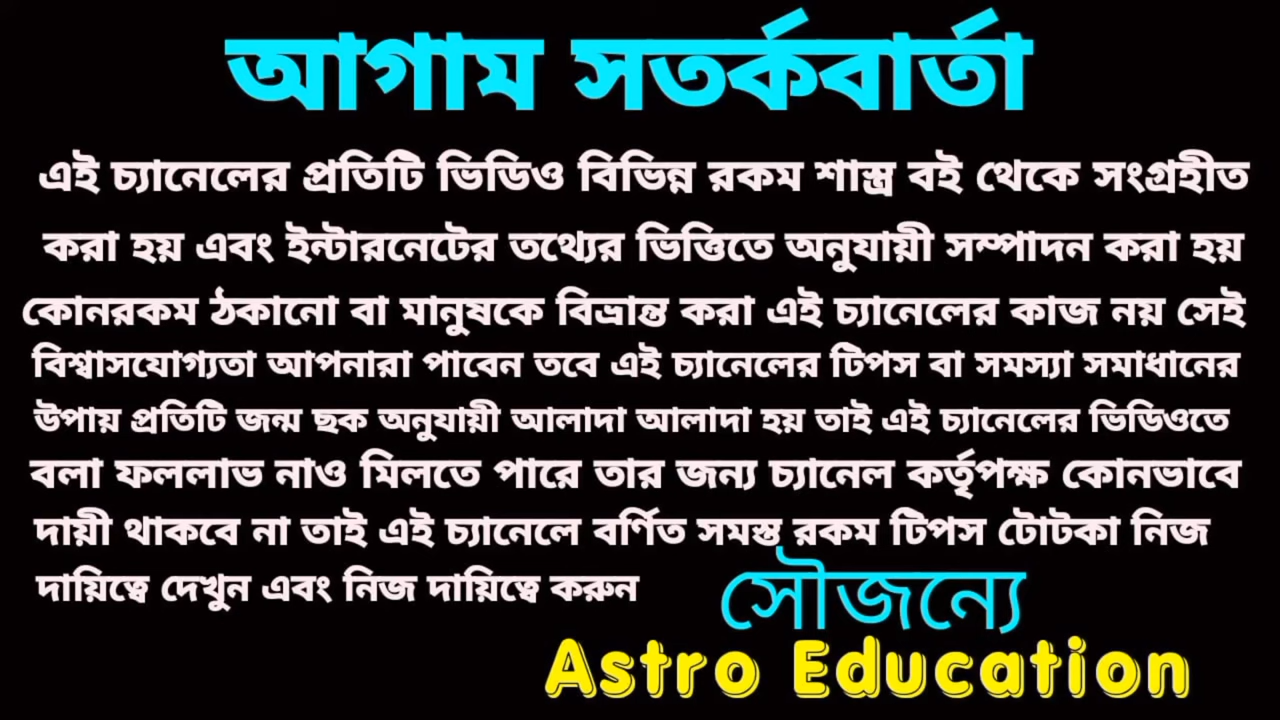 আগাম সতর্কবার্তা
এই চ্যানেলের প্রতিটি ভিডিও বিভিন্ন রকম শাস্ত্র বই থেকে সংগ্রহীত
করা হয় এবং ইন্টারনেটের তথ্যের ভিত্তিতে অনুযায়ী সম্পাদন করা হয়
কোনরকম ঠকানো বা মানুষকে বিভ্রান্ত করা এই চ্যানেলের কাজ নয় সেই
বিশ্বাসযোগ্যতা আপনারা পাবেন তবে এই চ্যানেলের টিপস বা সমস্যা সমাধানের
উপায় প্রতিটি জন্ম ছক অনুযায়ী আলাদা আলাদা হয় তাই এই চ্যানেলের ভিডিওতে
বলা ফললাভ নাও মিলতে পারে তার জন্য চ্যানেল কর্তৃপক্ষ কোনভাবে
দায়ী থাকবে না তাই এই চ্যানেলে বর্ণিত সমস্ত রকম টিপস টোটকা নিজ
দায়িত্বে দেখুন এবং নিজ দায়িত্বে করুন
সৌজন্যে
Astro Education